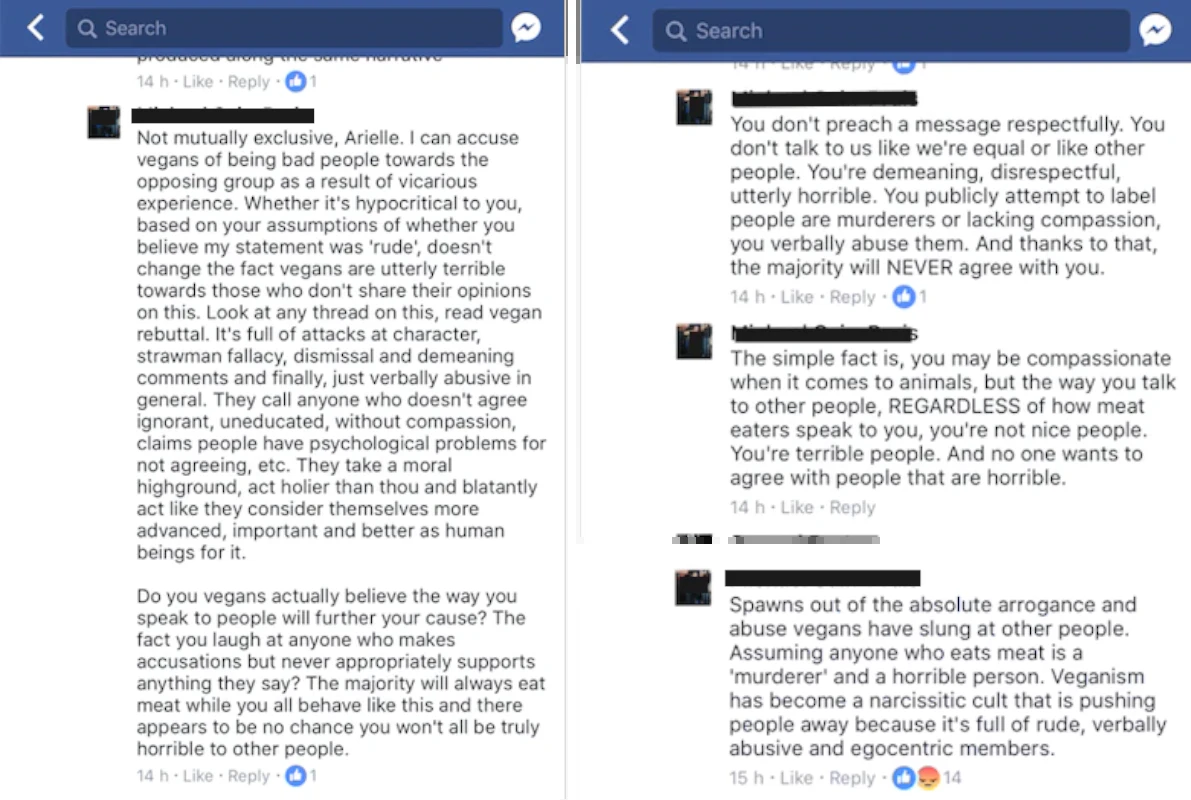 Search
produced along the same narrative
14 h · Like · Reply · 1
Not mutually exclusive, Arielle. I can accuse
vegans of being bad people towards the
opposing group as a result of vicarious
experience. Whether it's hypocritical to you,
based on your assumptions of whether you
believe my statement was 'rude', doesn't
change the fact vegans are utterly terrible
towards those who don't share their opinions
on this. Look at any thread on this, read vegan
rebuttal. It's full of attacks at character,
strawman fallacy, dismissal and demeaning
comments and finally, just verbally abusive in
general. They call anyone who doesn't agree
ignorant, uneducated, without compassion,
claims people have psychological problems for
not agreeing, etc. They take a moral
highground, act holier than thou and blatantly
act like they consider themselves more
advanced, important and better as human
beings for it.
Do you vegans actually believe the way you
speak to people will further your cause? The
fact you laugh at anyone who makes
accusations but never appropriately supports
anything they say? The majority will always eat
meat while you all behave like this and there
appears to be no chance you won't all be truly
horrible to other people.
14 h · Like · Reply · 1
Search
14 h · Like · Reply · 1
You don't preach a message respectfully. You
don't talk to us like we're equal or like other
people. You're demeaning, disrespectful,
utterly horrible. You publicly attempt to label
people are murderers or lacking compassion,
you verbally abuse them. And thanks to that,
the majority will NEVER agree with you.
14 h · Like · Reply · 1
The simple fact is, you may be compassionate
when it comes to animals, but the way you talk
to other people, REGARDLESS of how meat
eaters speak to you, you're not nice people.
You're terrible people. And no one wants to
agree with people that are horrible.
14 h · Like · Reply
Spawns out of the absolute arrogance and
abuse vegans have slung at other people.
Assuming anyone who eats meat is a
'murderer' and a horrible person. Veganism
has become a narcissitic cult that is pushing
people away because it's full of rude, verbally
abusive and egocentric members.
15 h · Like · Reply · 14